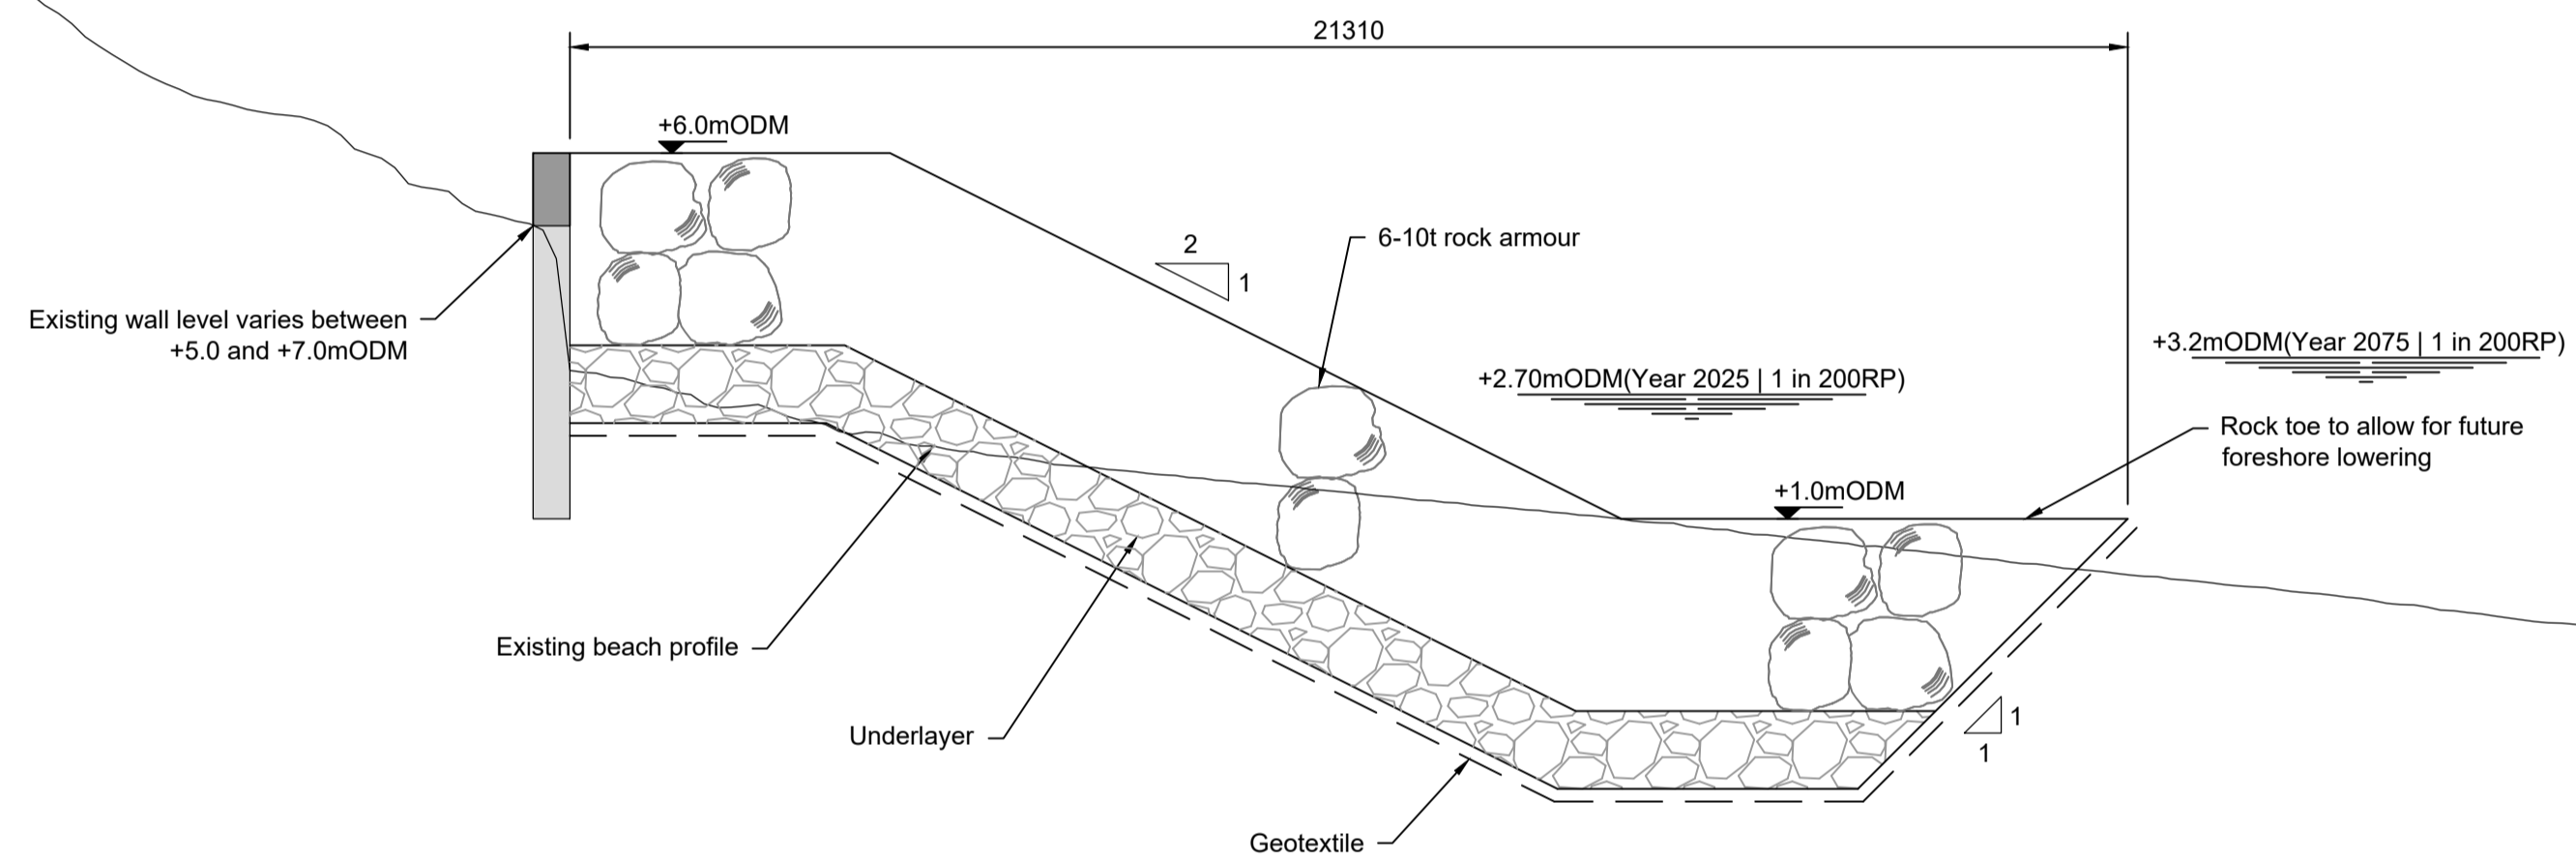 21310
+6.0mODM
2
1
6-10t rock armour
Existing wall level varies between
+5.0 and +7.0mODM
+3.2mODM(Year 2075 | 1 in 200RP)
+2.70mODM(Year 2025 | 1 in 200RP)
Rock toe to allow for future
foreshore lowering
+1.0mODM
Existing beach profile
Underlayer
1
1
Geotextile